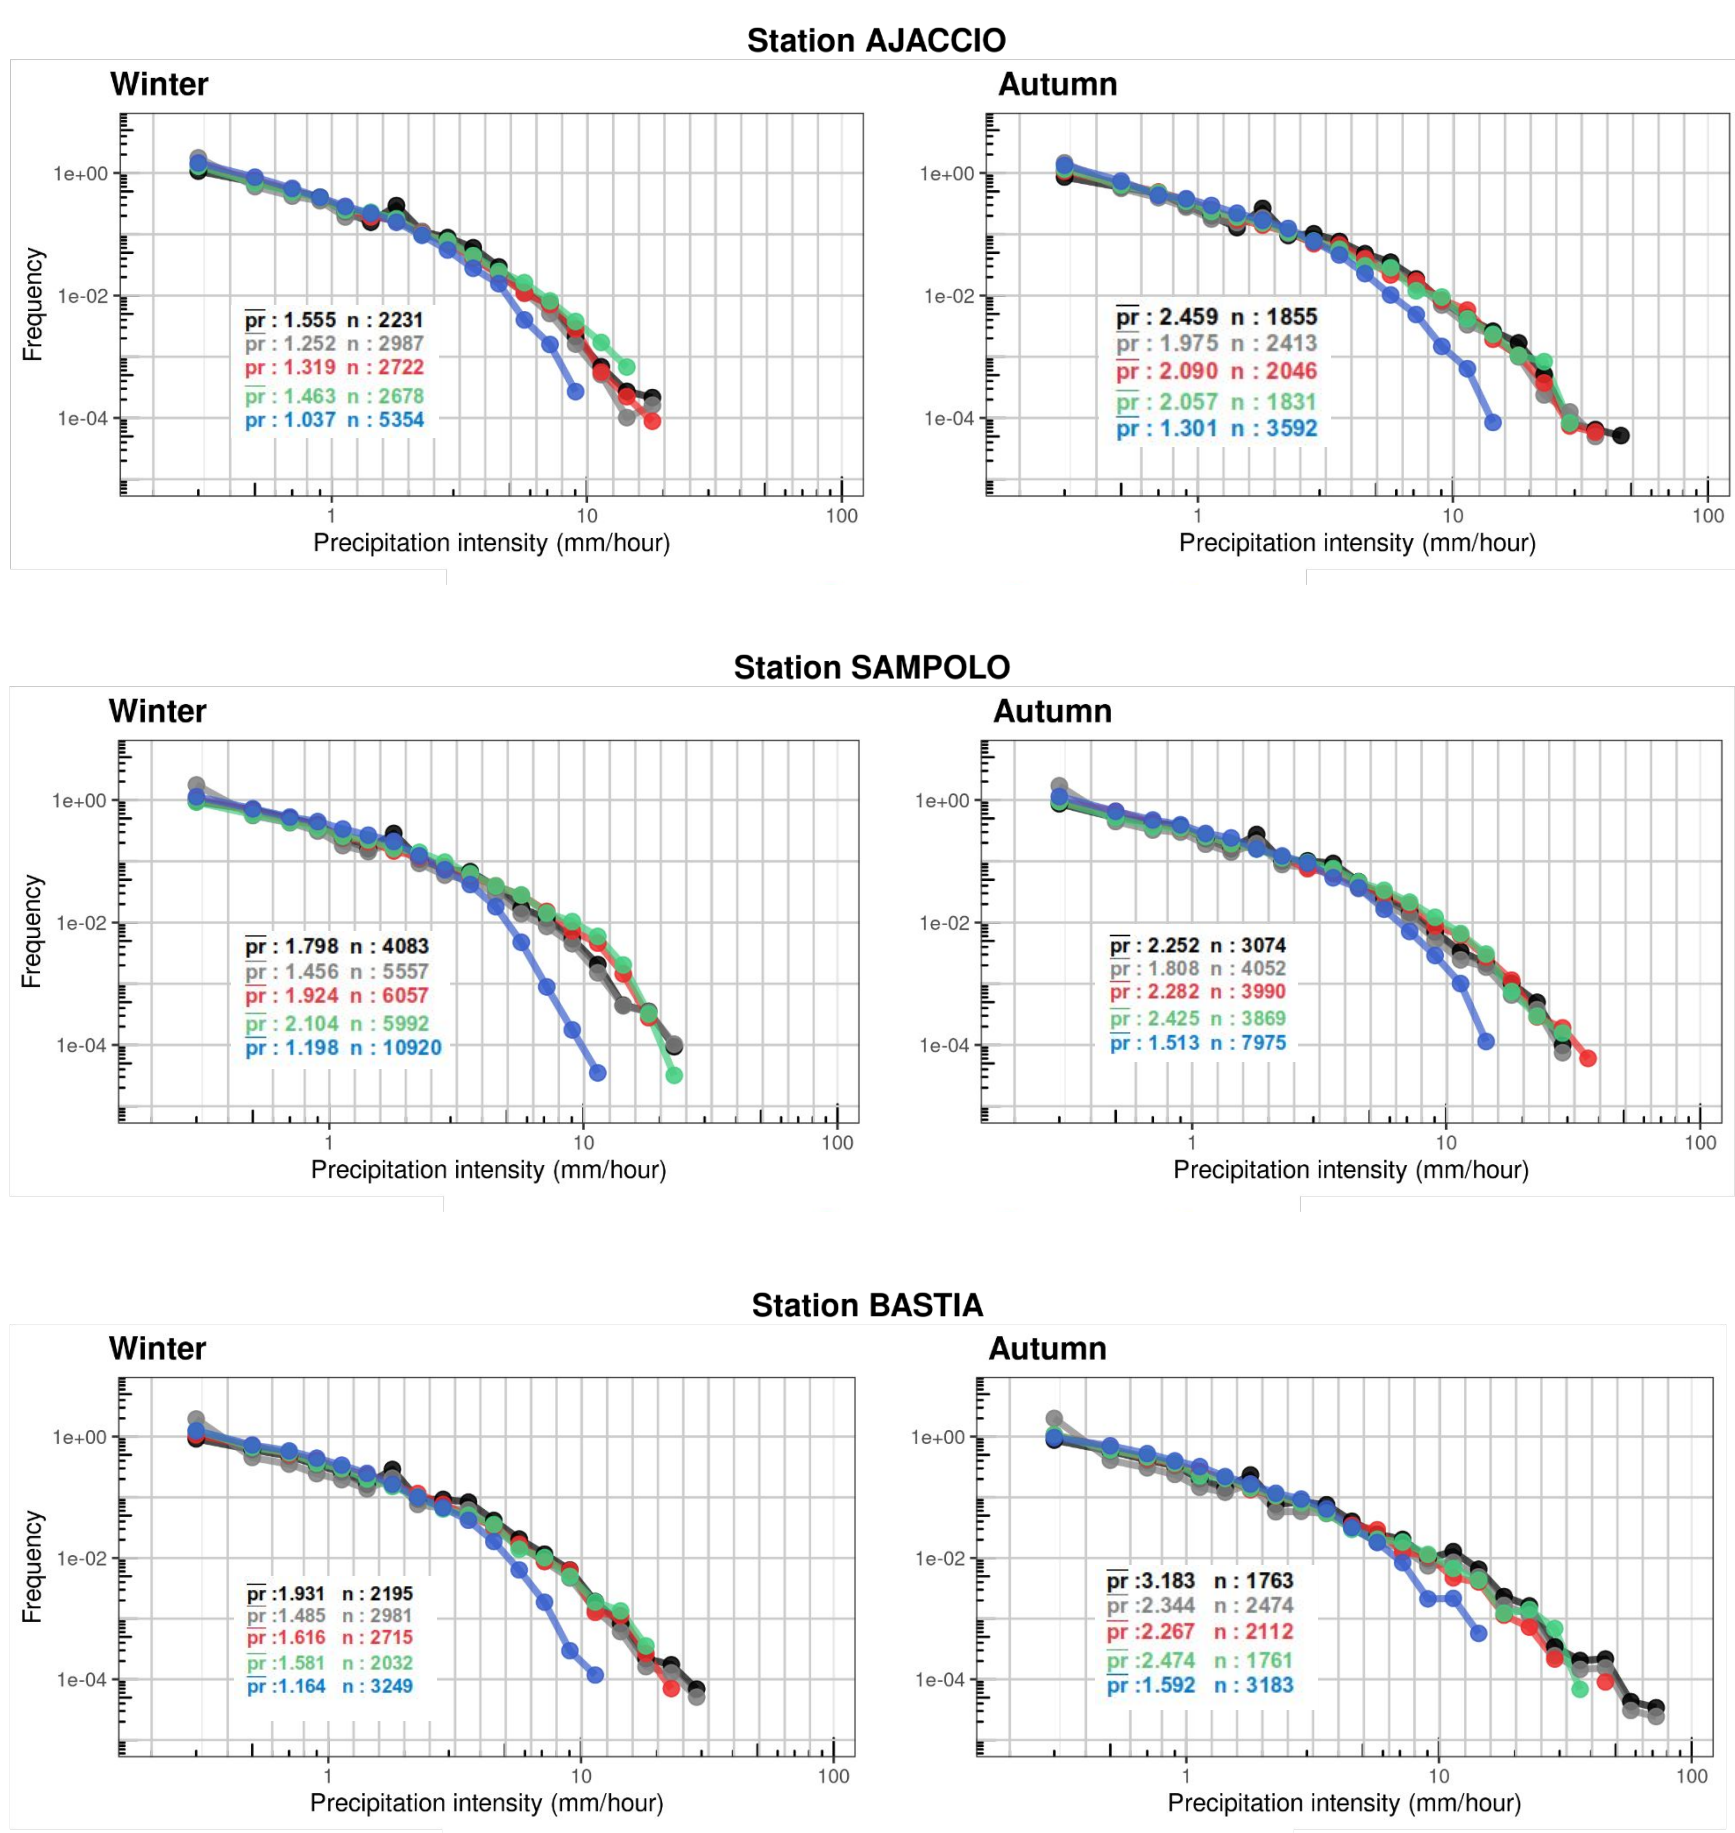 Station AJACCIO
Winter
Autumn
1e+00
1e-02
1e-04
Frequency
pr : 1.555 n : 2231
pr : 1.252 n : 2987
pr : 1.319 n : 2722
pr : 1.463 n : 2678
pr : 1.037 n : 5354
1
10
100
Precipitation intensity (mm/hour)
1e+00
1e-02
1e-04
pr : 2.459 n : 1855
pr : 1.975 n : 2413
pr : 2.090 n : 2046
pr : 2.057 n : 1831
pr : 1.301 n : 3592
1
10
100
Precipitation intensity (mm/hour)
Station SAMPOLO
Winter
Autumn
1e+00
1e-02
1e-04
Frequency
pr : 1.798 n : 4083
pr : 1.456 n : 5557
pr : 1.924 n : 6057
pr : 2.104 n : 5992
pr : 1.198 n : 10920
1
10
100
Precipitation intensity (mm/hour)
1e+00
1e-02
1e-04
pr : 2.252 n : 3074
pr : 1.808 n : 4052
pr : 2.282 n : 3990
pr : 2.425 n : 3869
pr : 1.513 n : 7975
1
10
100
Precipitation intensity (mm/hour)
Station BASTIA
Winter
Autumn
1e+00
1e-02
1e-04
Frequency
pr :1.931 n : 2195
pr :1.485 n : 2981
pr :1.616 n : 2715
pr :1.581 n : 2032
pr :1.164 n : 3249
1
10
100
Precipitation intensity (mm/hour)
1e+00
1e-02
1e-04
pr :3.183 n : 1763
pr :2.344 n : 2474
pr :2.267 n : 2112
pr :2.474 n : 1761
pr :1.592 n : 3183
1
10
100
Precipitation intensity (mm/hour)